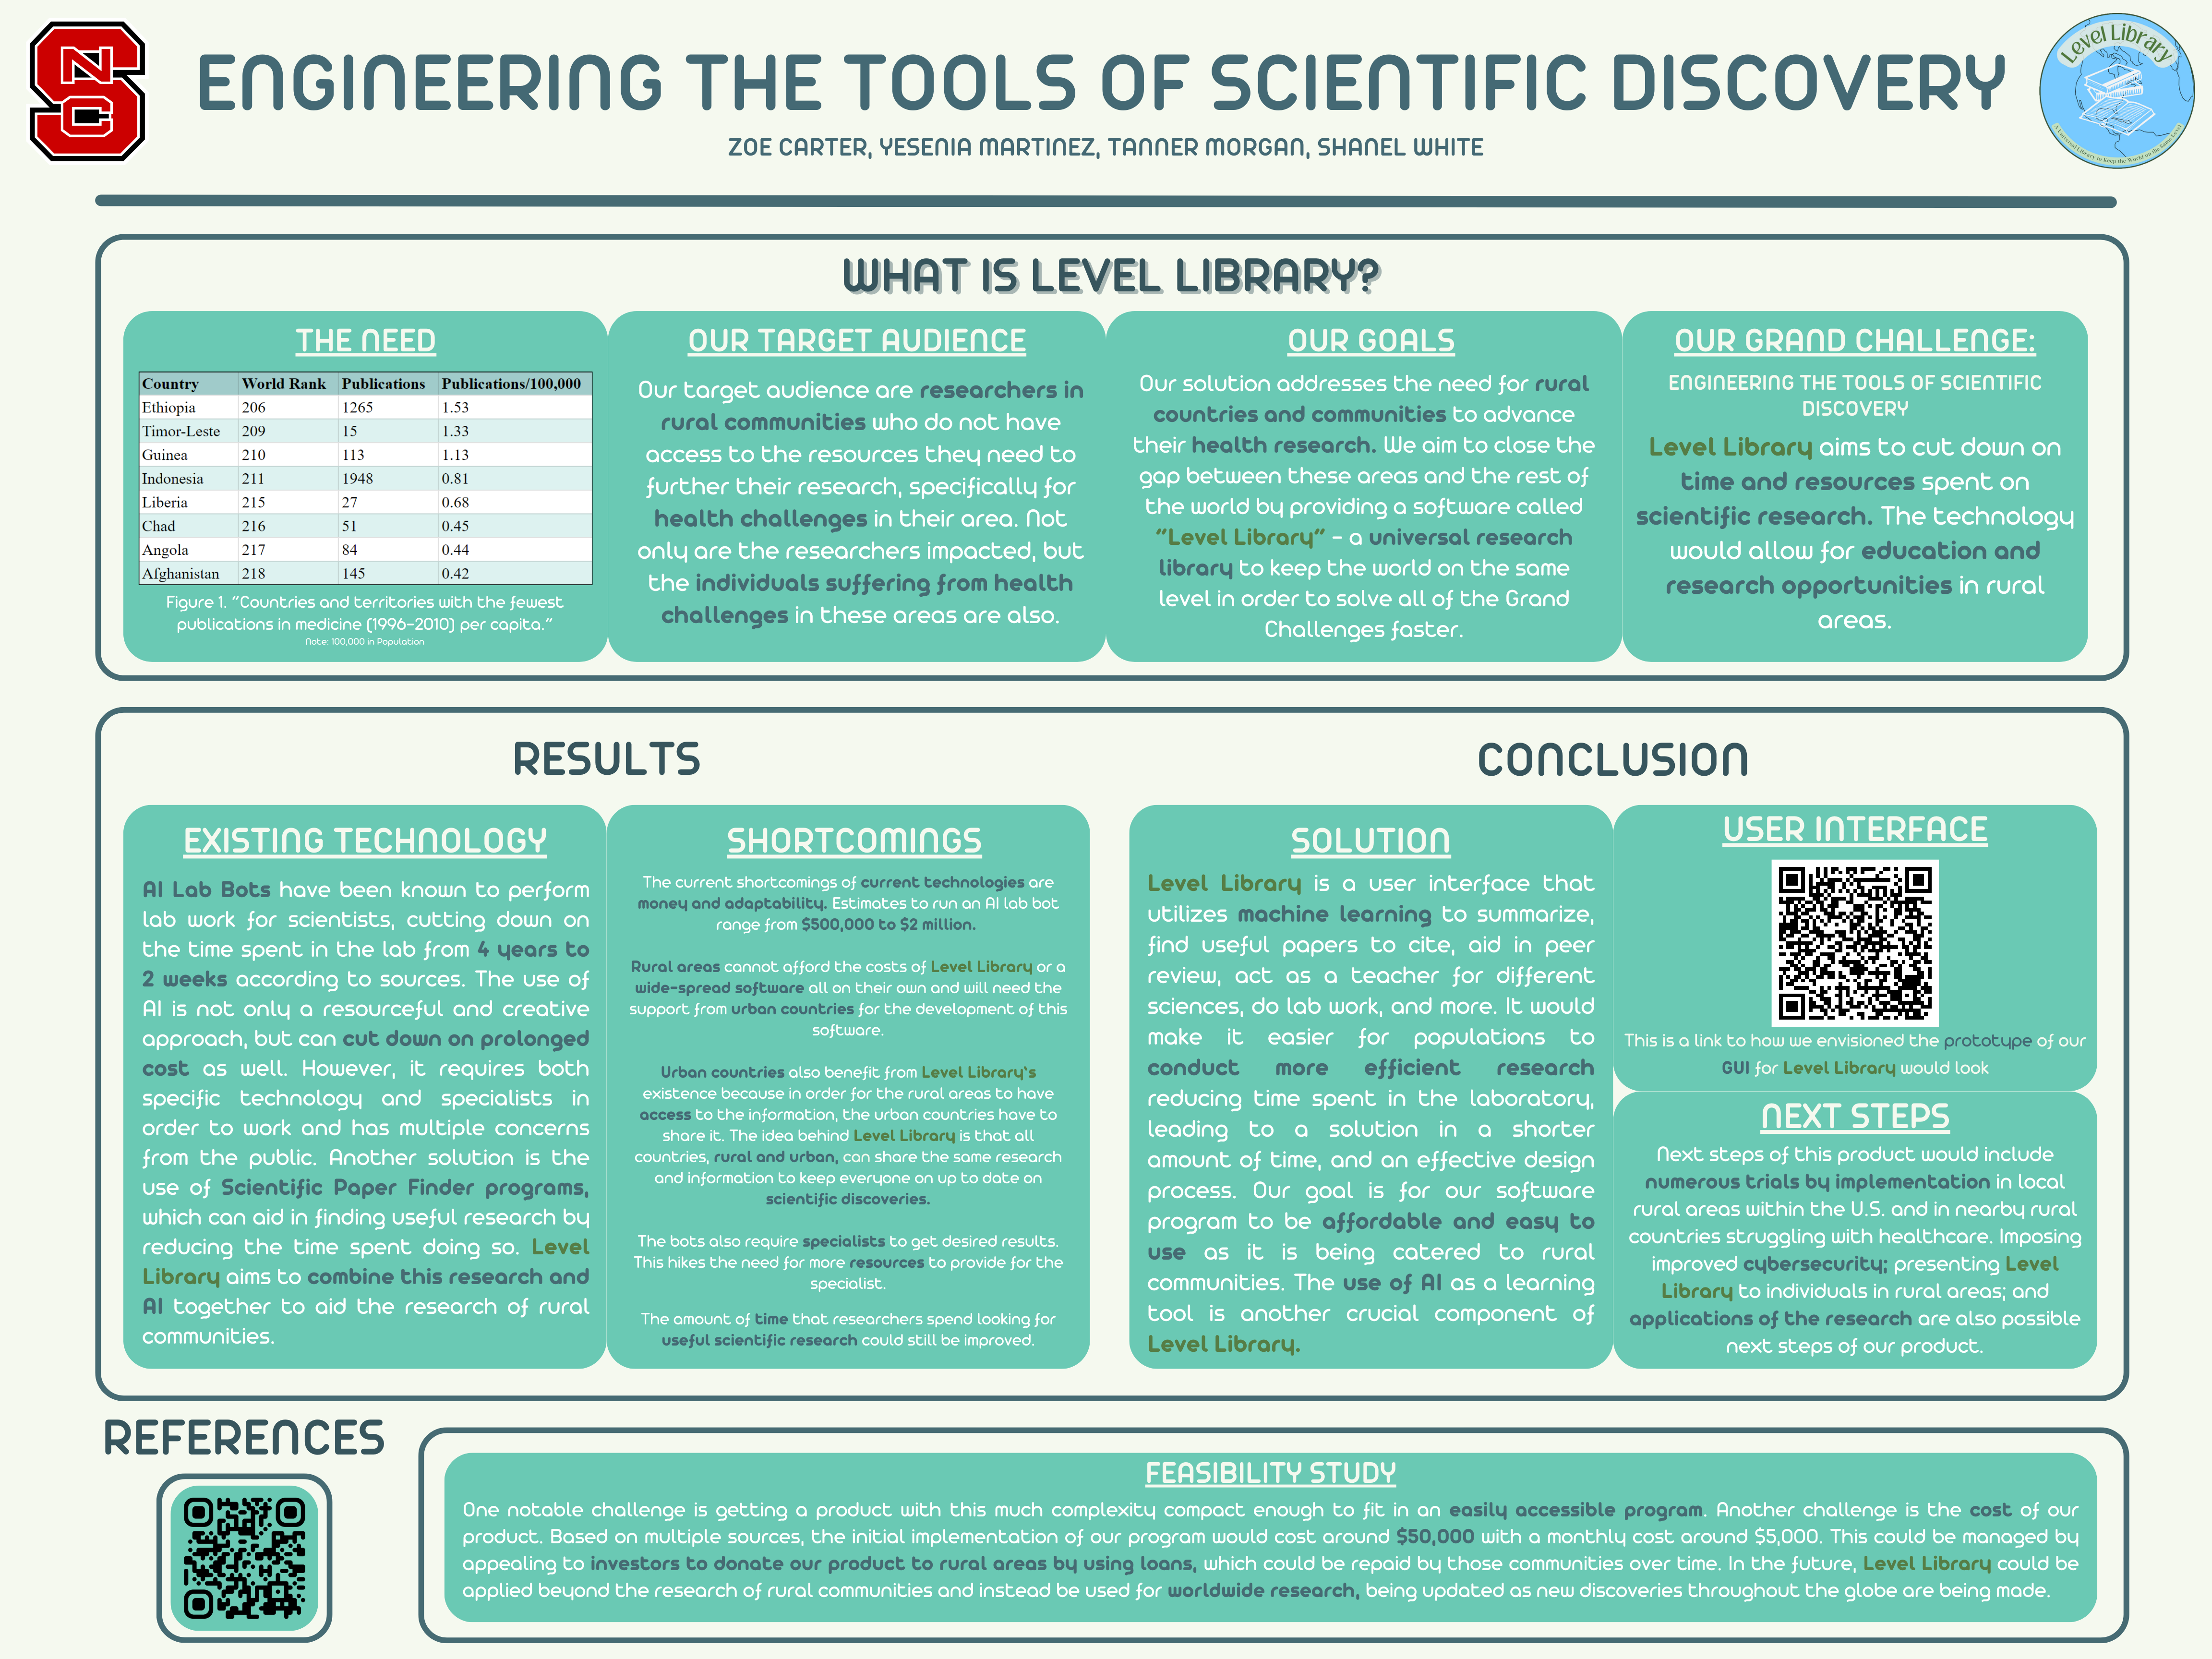 NC
S
ENGINEERING THE TOOLS OF SCIENTIFIC DISCOVERY
ZOE CARTER, YESENIA MARTINEZ, TANNER MORGAN, SHANEL WHITE
Level Library
A Universal Library to Keep the World on the Same Level
WHAT IS LEVEL LIBRARY?
THE NEED
Country World Rank Publications Publications/100,000
Ethiopia 206 1265 1.53
Timor-Leste 209 15 1.33
Guinea 210 113 1.13
Indonesia 211 1948 0.81
Liberia 215 27 0.68
Chad 216 51 0.45
Angola 217 84 0.44
Afghanistan 218 145 0.42
Figure 1. "Countries and territories with the fewest
publications in medicine (1996-2010) per capita."
Note: 100,000 in Population
OUR TARGET AUDIENCE
Our target audience are researchers in
rural communities who do not have
access to the resources they need to
further their research, specifically for
health challenges in their area. Not
only are the researchers impacted, but
the individuals suffering from health
challenges in these areas are also.
OUR GOALS
Our solution addresses the need for rural
countries and communities to advance
their health research. We aim to close the
gap between these areas and the rest of
the world by providing a software called
"Level Library" - a universal research
library to keep the world on the same
level in order to solve all of the Grand
Challenges faster.
OUR GRAND CHALLENGE:
ENGINEERING THE TOOLS OF SCIENTIFIC
DISCOVERY
Level Library aims to cut down on
time and resources spent on
scientific research. The technology
would allow for education and
research opportunities in rural
areas.
RESULTS
EXISTING TECHNOLOGY
AI Lab Bots have been known to perform
lab work for scientists, cutting down on
the time spent in the lab from 4 years to
2 weeks according to sources. The use of
AI is not only a resourceful and creative
approach, but can cut down on prolonged
cost as well. However, it requires both
specific technology and specialists in
order to work and has multiple concerns
from the public. Another solution is the
use of Scientific Paper Finder programs,
which can aid in finding useful research by
reducing the time spent doing so. Level
Library aims to combine this research and
AI together to aid the research of rural
communities.
SHORTCOMINGS
The current shortcomings of current technologies are
money and adaptability. Estimates to run an AI lab bot
range from $500,000 to $2 million.
Rural areas cannot afford the costs of Level Library or a
wide-spread software all on their own and will need the
support from urban countries for the development of this
software.
Urban countries also benefit from Level Library's
existence because in order for the rural areas to have
access to the information, the urban countries have to
share it. The idea behind Level Library is that all
countries, rural and urban, can share the same research
and information to keep everyone on up to date on
scientific discoveries.
The bots also require specialists to get desired results.
This hikes the need for more resources to provide for the
specialist.
The amount of time that researchers spend looking for
useful scientific research could still be improved.
CONCLUSION
SOLUTION
Level Library is a user interface that
utilizes machine learning to summarize,
find useful papers to cite, aid in peer
review, act as a teacher for different
sciences, do lab work, and more. It would
make it easier for populations to
conduct more efficient research
reducing time spent in the laboratory,
leading to a solution in a shorter
amount of time, and an effective design
process. Our goal is for our software
program to be affordable and easy to
use as it is being catered to rural
communities. The use of AI as a learning
tool is another crucial component of
Level Library.
USER INTERFACE
This is a link to how we envisioned the prototype of our
GUI for Level Library would look
NEXT STEPS
Next steps of this product would include
numerous trials by implementation in local
rural areas within the U.S. and in nearby rural
countries struggling with healthcare. Imposing
improved cybersecurity; presenting Level
Library to individuals in rural areas; and
applications of the research are also possible
next steps of our product.
REFERENCES
FEASIBILITY STUDY
One notable challenge is getting a product with this much complexity compact enough to fit in an easily accessible program. Another challenge is the cost of our
product. Based on multiple sources, the initial implementation of our program would cost around $50,000 with a monthly cost around $5,000. This could be managed by
appealing to investors to donate our product to rural areas by using loans, which could be repaid by those communities over time. In the future, Level Library could be
applied beyond the research of rural communities and instead be used for worldwide research, being updated as new discoveries throughout the globe are being made.